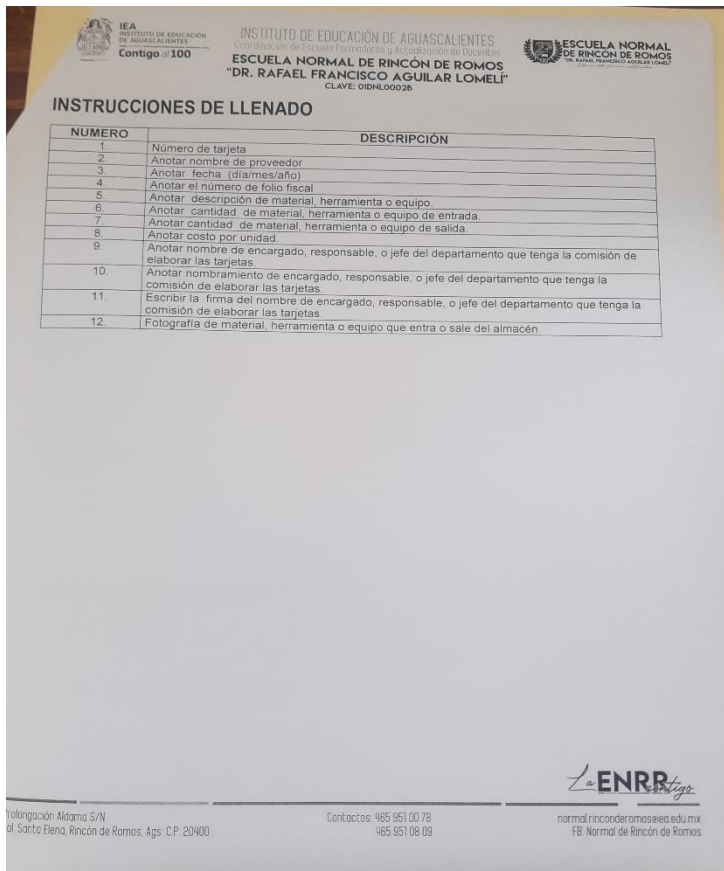 IEA
INSTITUTO DE EDUCACIÓN
DE AGUASCALIENTES
Contigo al 100
INSTITUTO DE EDUCACIÓN DE AGUASCALIENTES
Coordinación de Escuela Formadoras y Actualización de Docentes
ESCUELA NORMAL DE RINCÓN DE ROMOS
"DR. RAFAEL FRANCISCO AGUILAR LOMELÍ"
CLAVE: 01DNL0002B
ESCUELA NORMAL
DE RINCÓN DE ROMOS
"DR. RAFAEL FRANCISCO AGUILAR LOMELÍ"
INSTRUCCIONES DE LLENADO
NUMERO DESCRIPCIÓN
1. Número de tarjeta
2. Anotar nombre de proveedor
3. Anotar fecha (día/mes/año)
4. Anotar el número de folio fiscal
5. Anotar descripción de material, herramienta o equipo.
6. Anotar cantidad de material, herramienta o equipo de entrada.
7. Anotar cantidad de material, herramienta o equipo de salida.
8. Anotar costo por unidad.
9. Anotar nombre de encargado, responsable, o jefe del departamento que tenga la comisión de
elaborar las tarjetas.
10. Anotar nombramiento de encargado, responsable, o jefe del departamento que tenga la
comisión de elaborar las tarjetas.
11. Escribir la firma del nombre de encargado, responsable, o jefe del departamento que tenga la
comisión de elaborar las tarjetas.
12. Fotografía de material, herramienta o equipo que entra o sale del almacén
La ENRR contigo
rolongación Aldama S/N
ol. Santa Elena, Rincón de Romos, Ags. C.P. 20400
Contactos: 465 951 00 78
465 951 08 09
normal.rinconderomos@iea.edu.mx
FB: Normal de Rincón de Romos